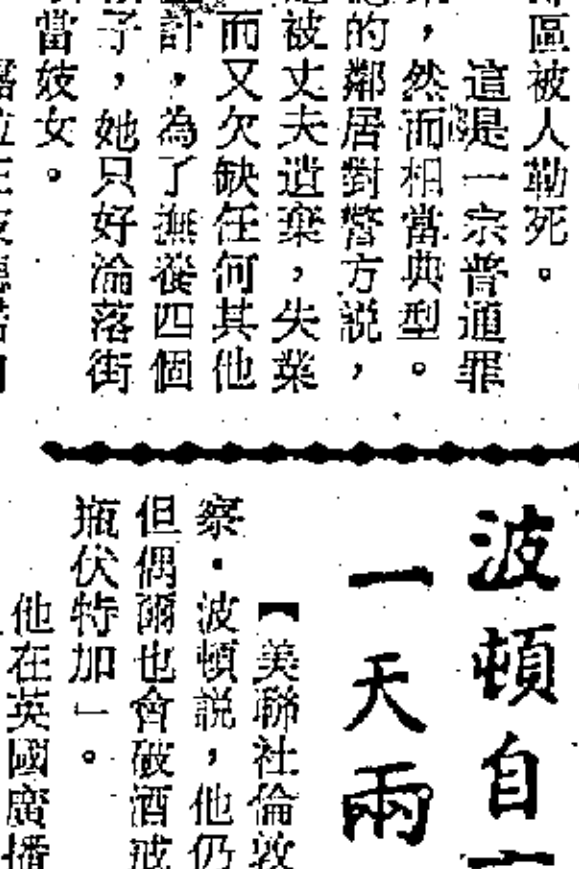 區被人勒死。
這是一宗普通罪
，然而相當典型。
的鄰居對警方説，
被丈夫遺棄，失業
而又欠缺任何其他
計，為了撫養四個
子，她只好淪落街
當妓女。
波頓自
一天兩
【美聯社倫敦
察·波頓説，他仍
但偶爾也會破酒戒
瓶伏特加」。
他在英國廣播